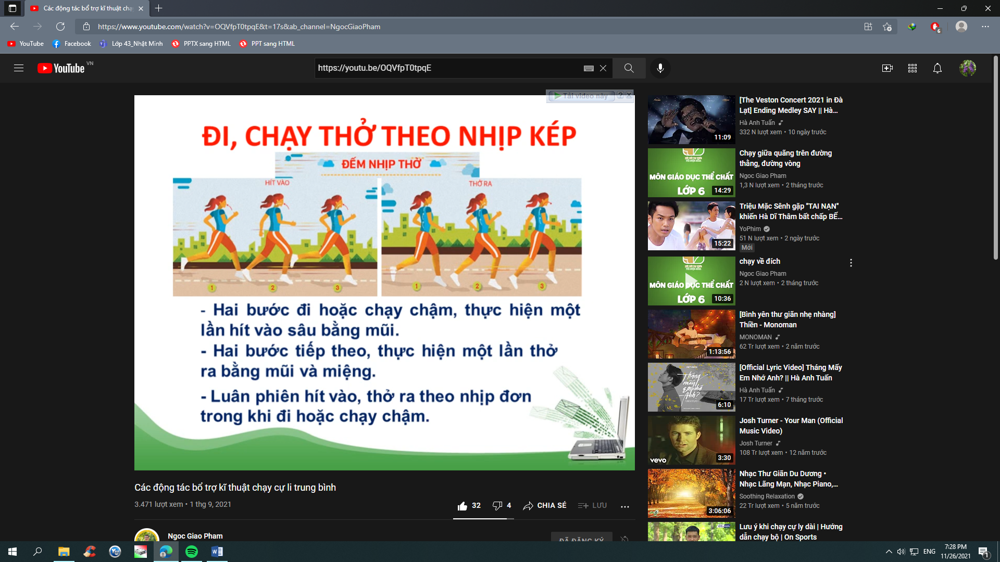 Các động tác bổ trợ kĩ thuật chạy
https://www.youtube.com/watch?v=OQVfpT0tpqE&t=17s&ab_channel=NgocGiaoPham
6
YouTube
Facebook
Lớp 43_Nhật Minh
PPTX sang HTML
PPT sang HTML
YouTube VN
https://youtu.be/OQVfpT0tpqE
Tải video này
ĐI, CHẠY THỞ THEO NHỊP KÉP
ĐẾM NHỊP THỞ
HÍT VÀO
THỞ RA
1 2 3 1 2 3
- Hai bước đi hoặc chạy chậm, thực hiện một
lần hít vào sâu bằng mũi.
- Hai bước tiếp theo, thực hiện một lần thở
ra bằng mũi và miệng.
- Luân phiên hít vào, thở ra theo nhịp đơn
trong khi đi hoặc chạy chậm.
Các động tác bổ trợ kĩ thuật chạy cự li trung bình
3.471 lượt xem • 1 thg 9, 2021
32
4
CHIA SẺ
LƯU
Ngoc Giao Pham
ĐÃ ĐĂNG KÝ
11:09
[The Veston Concert 2021 in Đà
Lạt] Ending Medley SAY || Hà...
Hà Anh Tuấn
332 N lượt xem • 10 ngày trước
MÔN GIÁO DỤC THỂ CHẤT
LỚP 6
14:29
Chạy giữa quãng trên đường
thẳng, đường vòng
Ngoc Giao Pham
1,3 N lượt xem • 2 tháng trước
15:22
Triệu Mặc Sênh gặp "TAI NẠN"
khiến Hà Dĩ Thâm bất chấp BẾ...
YoPhim
51 N lượt xem • 2 ngày trước
Mới
MÔN GIÁO DỤC THỂ CHẤT
LỚP 6
10:36
chạy về đích
Ngoc Giao Pham
2 N lượt xem • 2 tháng trước
1:13:56
[Bình yên thư giãn nhẹ nhàng]
Thiền - Monoman
MONOMAN
62 Tr lượt xem • 2 năm trước
Tháng
mấy
em nhớ
Anh?
6:10
[Official Lyric Video] Tháng Mấy
Em Nhớ Anh? || Hà Anh Tuấn
Hà Anh Tuấn
17 Tr lượt xem • 7 tháng trước
vevo
3:30
Josh Turner - Your Man (Official
Music Video)
Josh Turner
108 Tr lượt xem • 12 năm trước
3:06:06
Nhạc Thư Giãn Du Dương •
Nhạc Lãng Mạn, Nhạc Piano,...
Soothing Relaxation
22 Tr lượt xem • 5 năm trước
Lưu ý khi chạy cự ly dài | Hướng
dẫn chạy bộ | On Sports
ENG
7:28 PM
11/26/2021
1